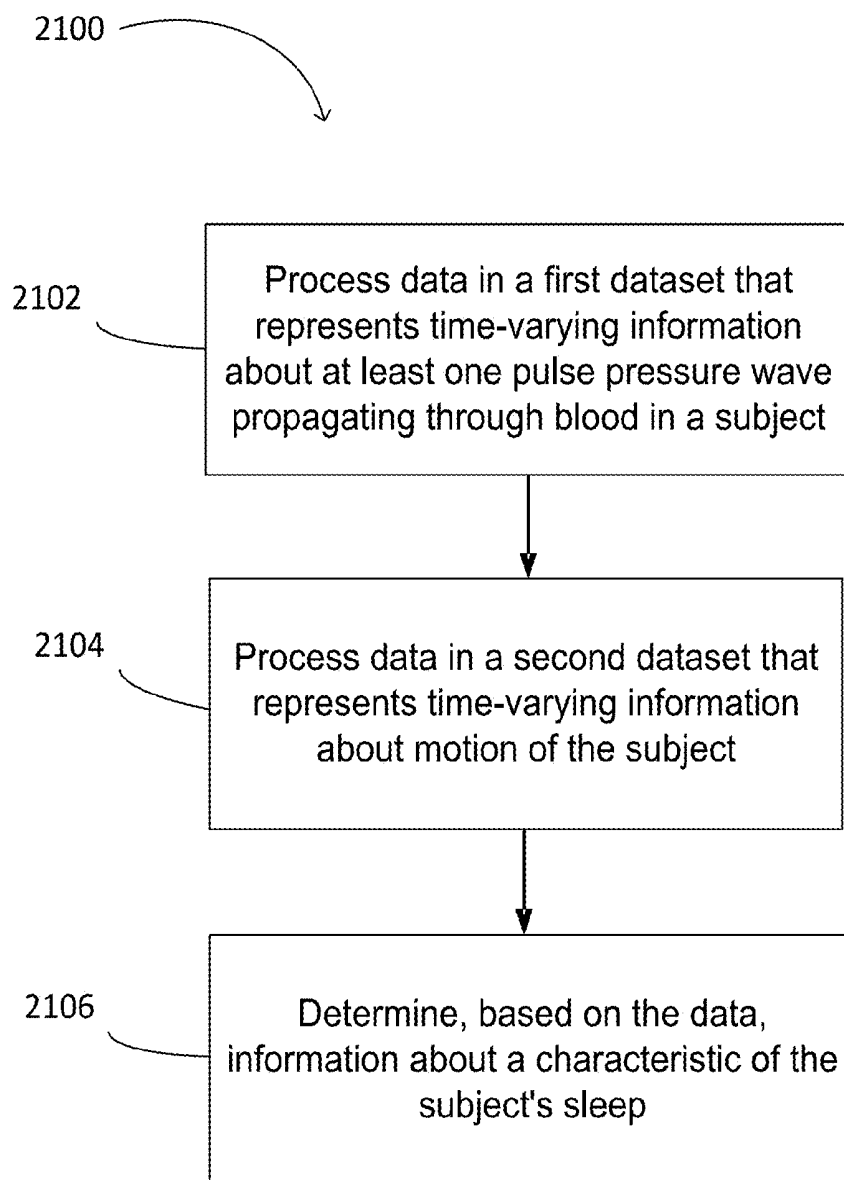 2100
2102
Process data in a first dataset that
represents time-varying information
about at least one pulse pressure wave
propagating through blood in a subject
2104
Process data in a second dataset that
represents time-varying information
about motion of the subject
2106
Determine, based on the data,
information about a characteristic of the
subject's sleep